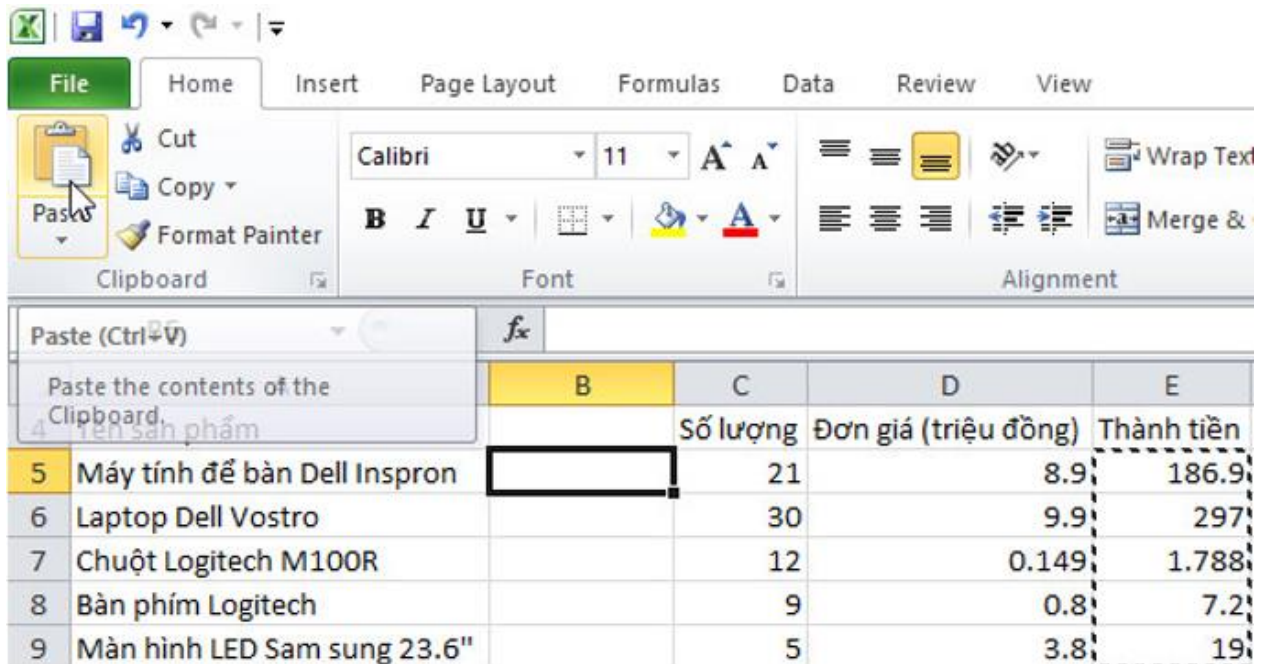 File Home Insert Page Layout Formulas Data Review View
Cut
Copy
Paste
Format Painter
Calibri 11 A A
B I U A
Wrap Text
Merge &
Clipboard Font Alignment
Paste (Ctrl+V)
fx
Paste the contents of the
Clipboard.
B C D E
4 Tên sản phẩm Số lượng Đơn giá (triệu đồng) Thành tiền
5 Máy tính để bàn Dell Inspron 21 8.9 186.9
6 Laptop Dell Vostro 30 9.9 297
7 Chuột Logitech M100R 12 0.149 1.788
8 Bàn phím Logitech 9 0.8 7.2
9 Màn hình LED Sam sung 23.6" 5 3.8 19